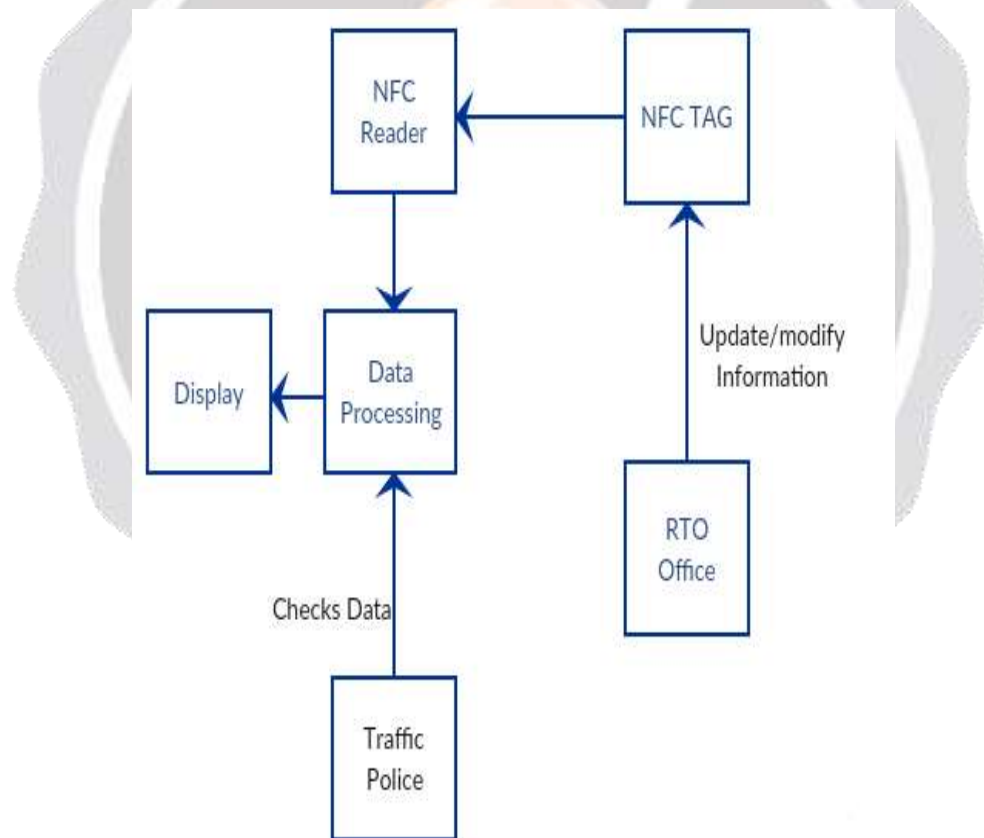 NFC
Reader
NFC TAG
Update/modify
Information
Display
Data
Processing
RTO
Office
Checks Data
Traffic
Police